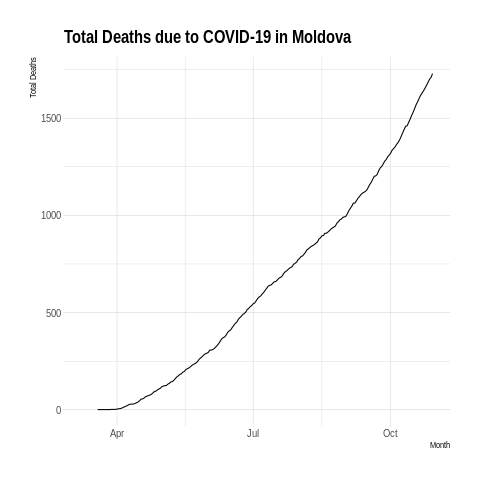 Total Deaths due to COVID-19 in Moldova
Total Deaths
1500
1000
500
0
Apr
Jul
Oct
Month